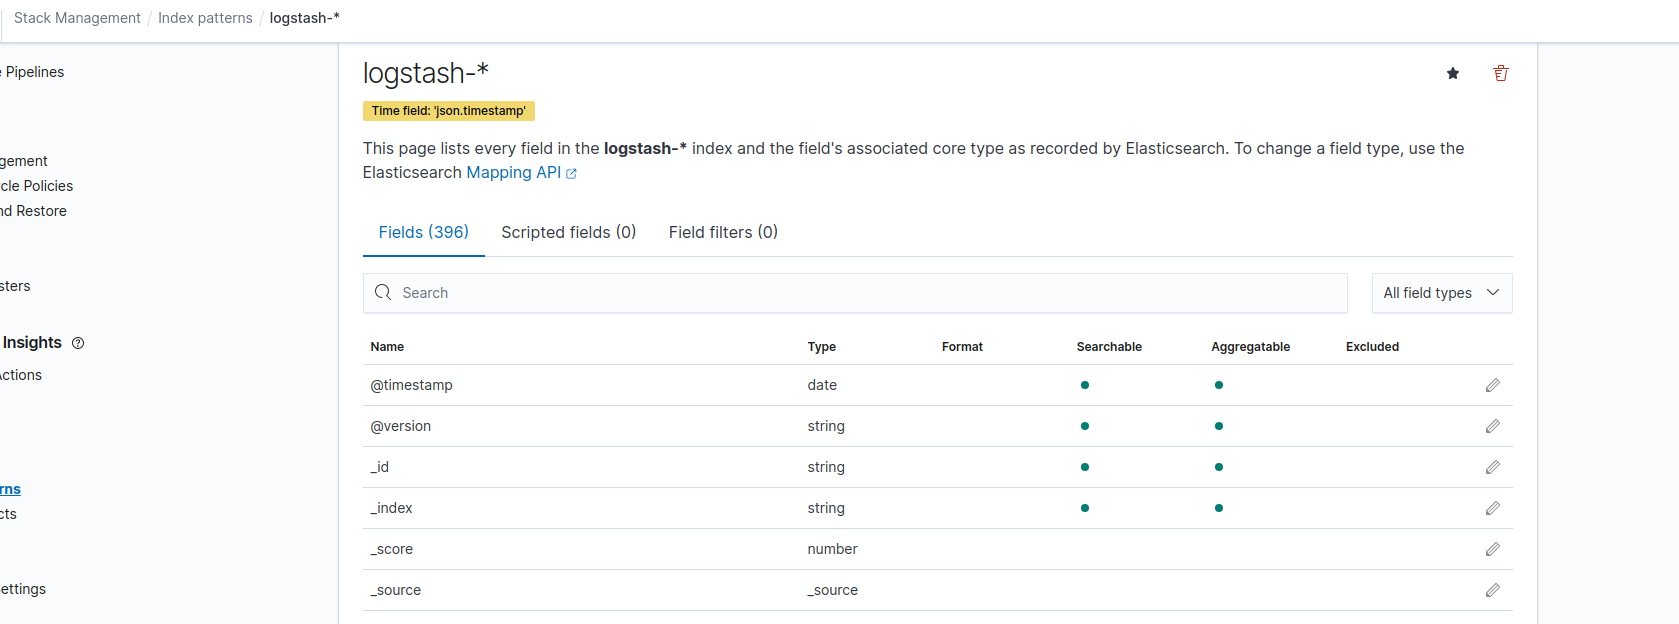 Stack Management / Index patterns / logstash-*
Pipelines
gement
cle Policies
nd Restore
sters
Insights
Actions
rns
cts
ettings
logstash-*
Time field: 'json.timestamp'
This page lists every field in the logstash-* index and the field's associated core type as recorded by Elasticsearch. To change a field type, use the
Elasticsearch Mapping API
Fields (396) Scripted fields (0) Field filters (0)
Search All field types
Name Type Format Searchable Aggregatable Excluded
@timestamp date
@version string
_id string
_index string
_score number
_source _source